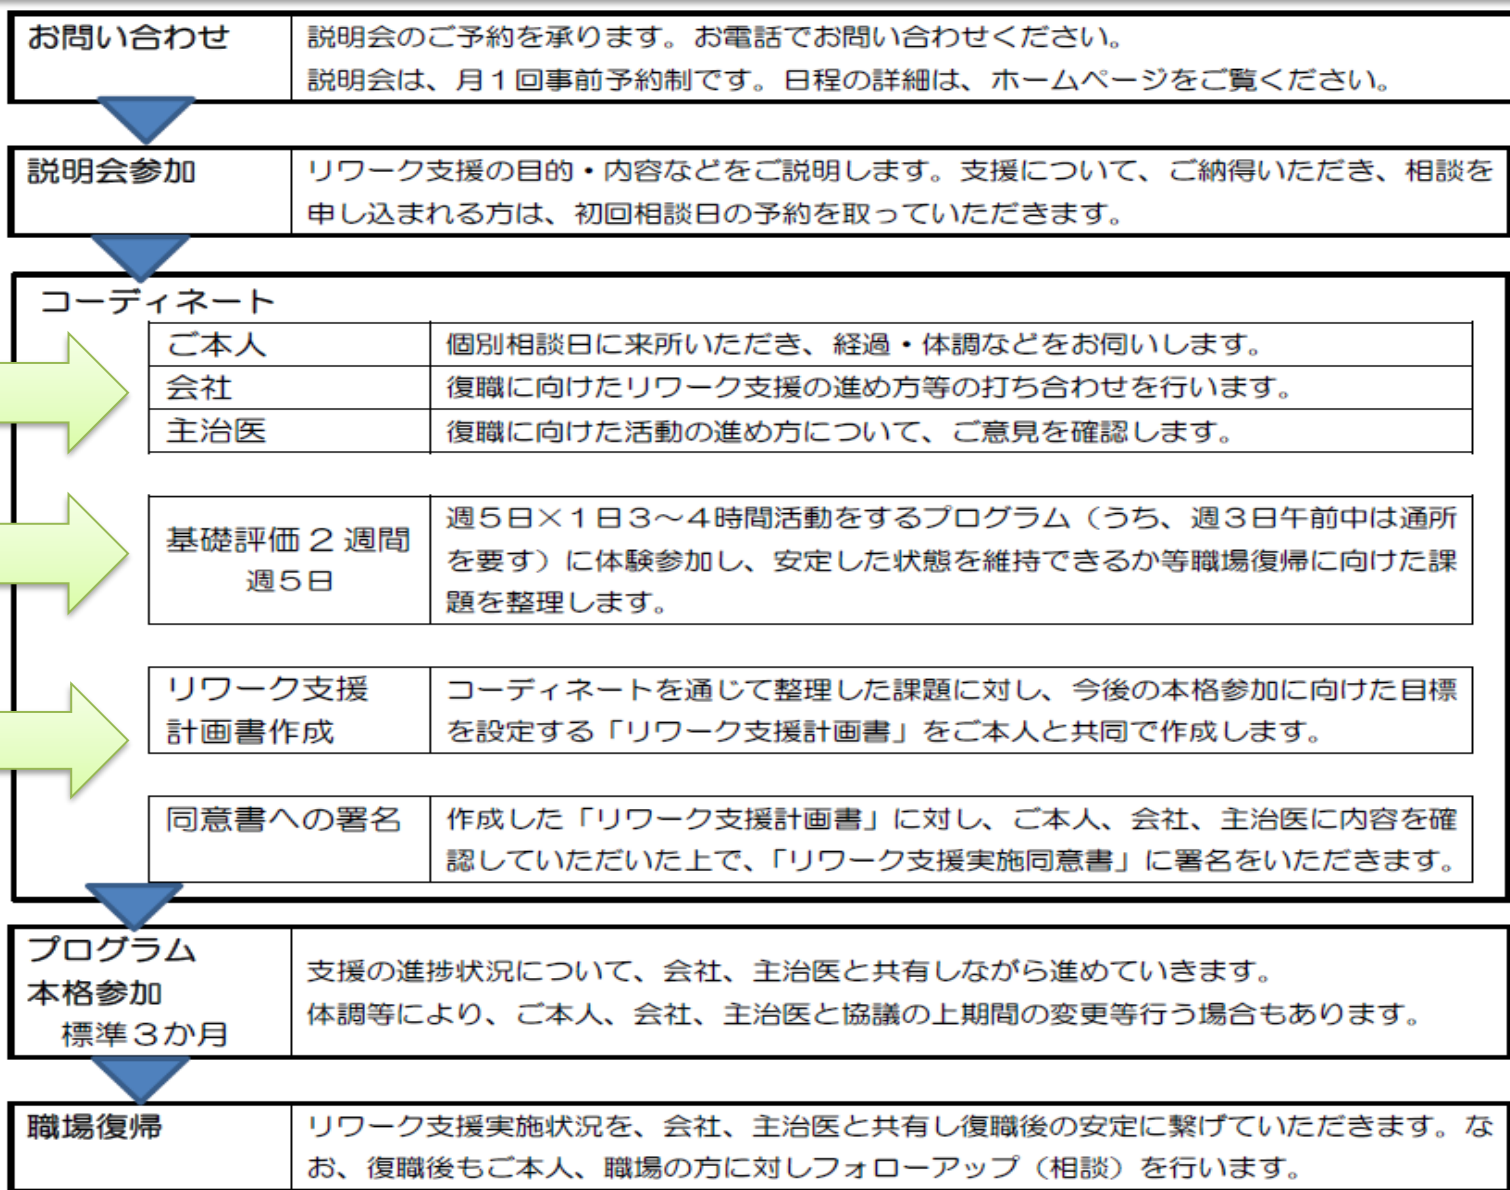 お問い合わせ
説明会のご予約を承ります。お電話でお問い合わせください。
説明会は、月１回事前予約制です。日程の詳細は、ホームページをご覧ください。
説明会参加
リワーク支援の目的・内容などをご説明します。支援について、ご納得いただき、相談を
申し込まれる方は、初回相談日の予約を取っていただきます。
コーディネート
ご本人
個別相談日に来所いただき、経過・体調などをお伺いします。
会社
復職に向けたリワーク支援の進め方等の打ち合わせを行います。
主治医
復職に向けた活動の進め方について、ご意見を確認します。
基礎評価２週間
週５日
週５日×１日３～４時間活動をするプログラム（うち、週３日午前中は通所
を要す）に体験参加し、安定した状態を維持できるか等職場復帰に向けた課
題を整理します。
リワーク支援
計画書作成
コーディネートを通じて整理した課題に対し、今後の本格参加に向けた目標
を設定する「リワーク支援計画書」をご本人と共同で作成します。
同意書への署名
作成した「リワーク支援計画書」に対し、ご本人、会社、主治医に内容を確
認していただいた上で、「リワーク支援実施同意書」に署名をいただきます。
プログラム
本格参加
標準３か月
支援の進捗状況について、会社、主治医と共有しながら進めていきます。
体調等により、ご本人、会社、主治医と協議の上期間の変更等行う場合もあります。
職場復帰
リワーク支援実施状況を、会社、主治医と共有し復職後の安定に繋げていただきます。な
お、復職後もご本人、職場の方に対しフォローアップ（相談）を行います。